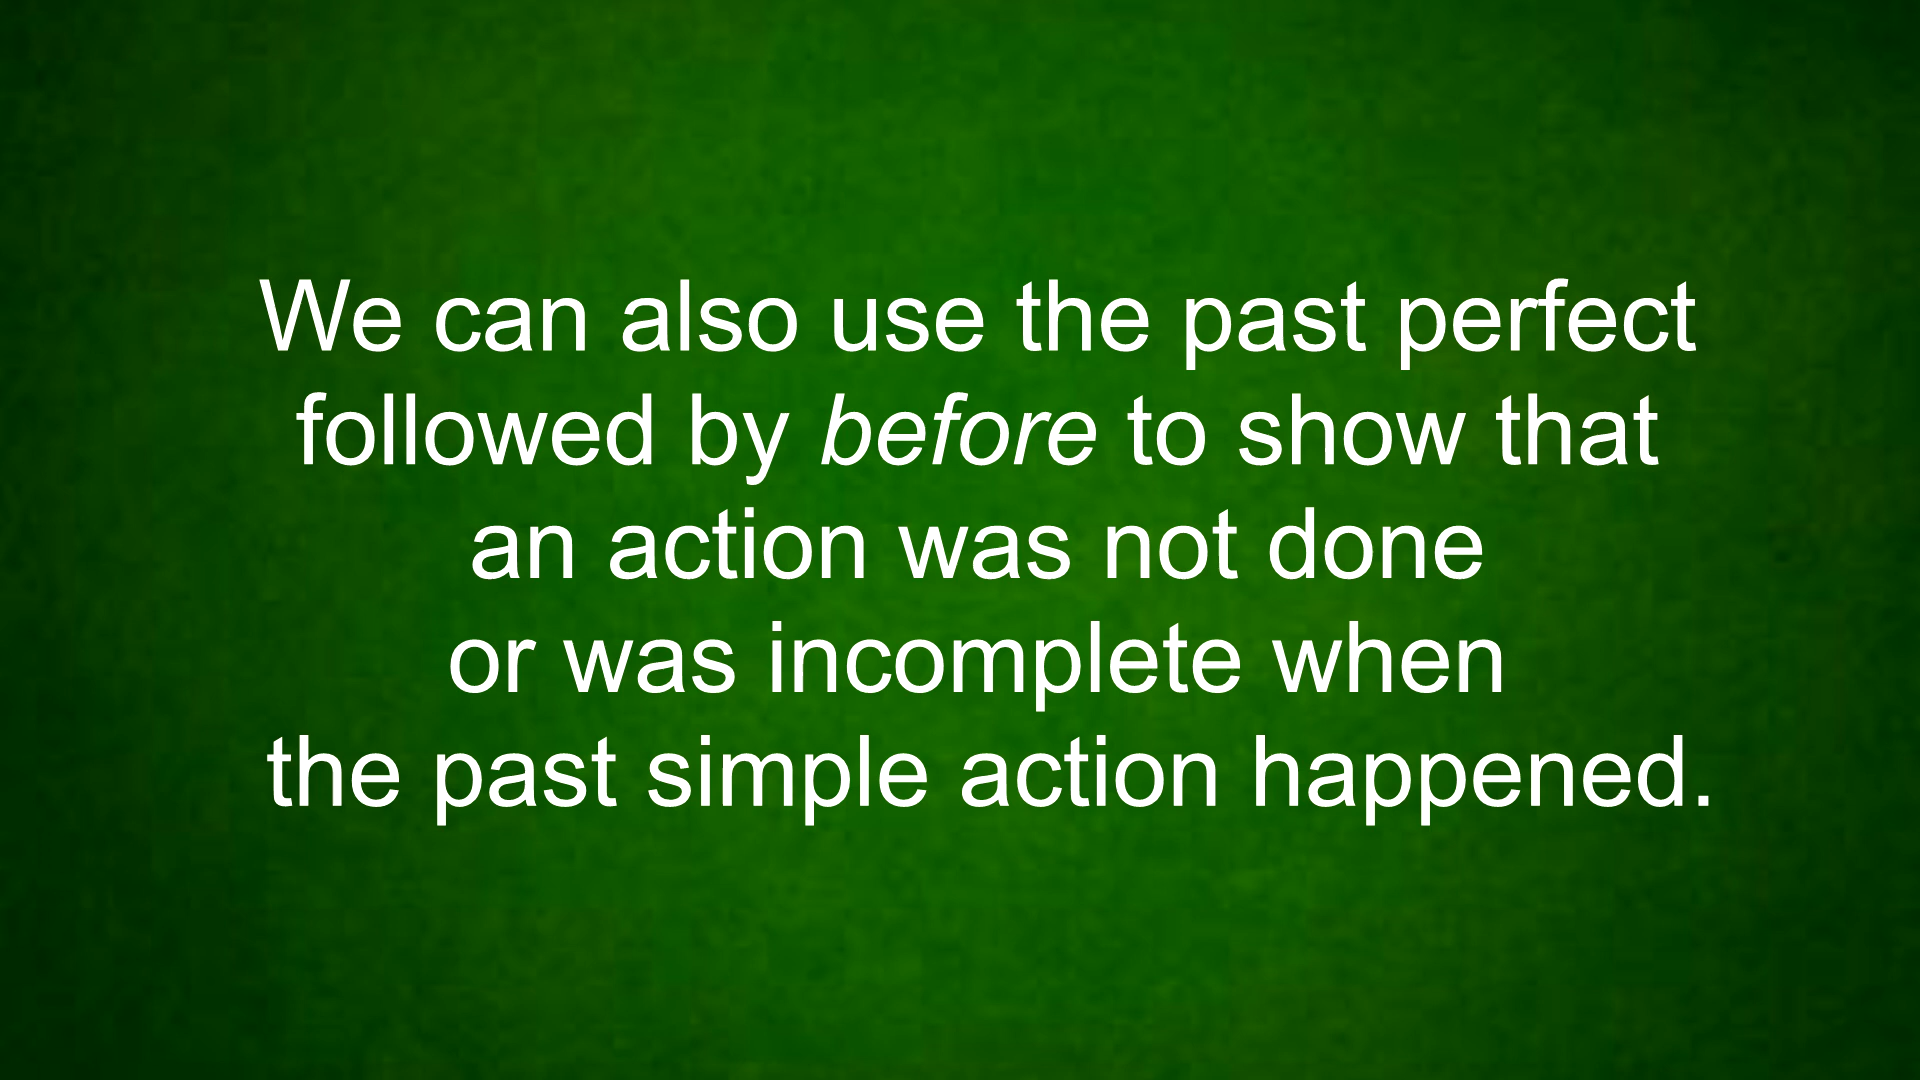 We can also use the past perfect
followed by before to show that
an action was not done
or was incomplete when
the past simple action happened.